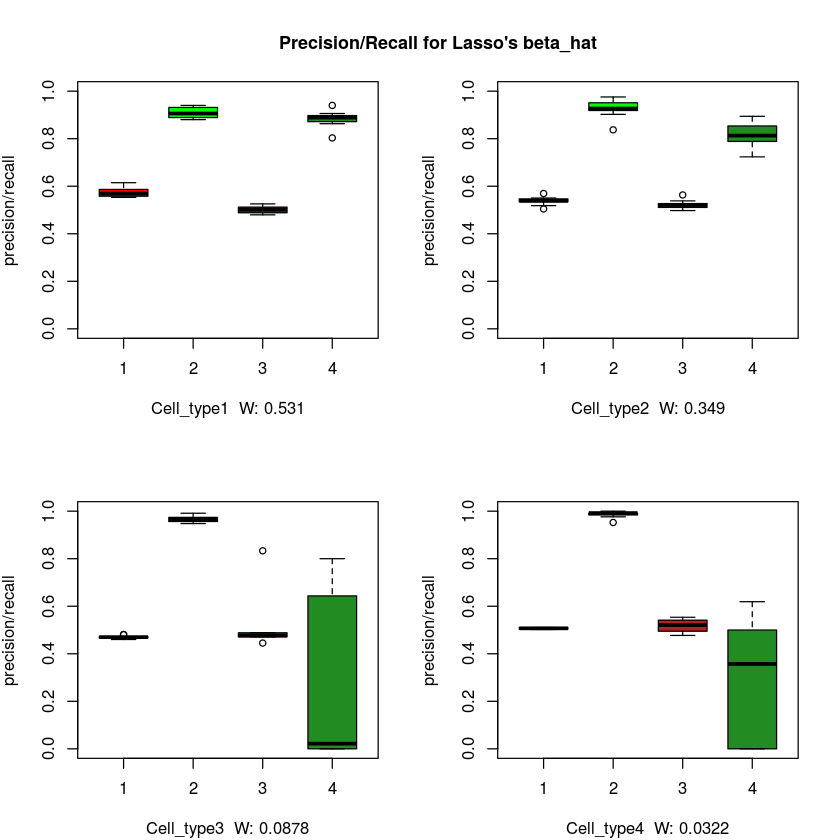 Precision/Recall for Lasso's beta_hat
precision/recall
0.0 0.2 0.4 0.6 0.8 1.0
1 2 3 4
Cell_type1 W: 0.531
precision/recall
0.0 0.2 0.4 0.6 0.8 1.0
1 2 3 4
Cell_type2 W: 0.349
precision/recall
0.0 0.2 0.4 0.6 0.8 1.0
1 2 3 4
Cell_type3 W: 0.0878
precision/recall
0.0 0.2 0.4 0.6 0.8 1.0
1 2 3 4
Cell_type4 W: 0.0322